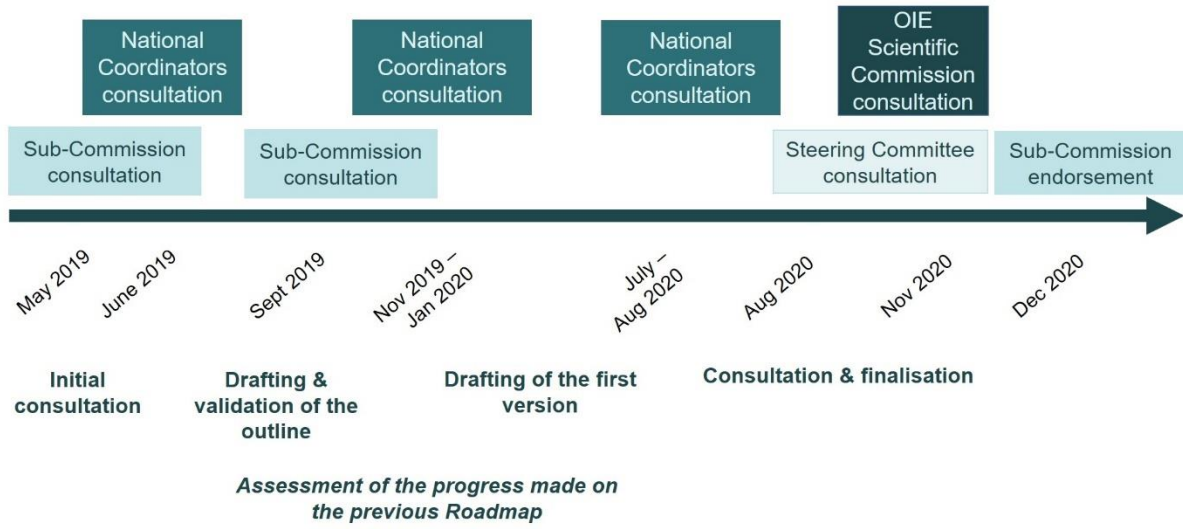 National
Coordinators
consultation
National
Coordinators
consultation
National
Coordinators
consultation
OIE
Scientific
Commission
consultation
Sub-Commission
consultation
Sub-Commission
consultation
Steering Committee
consultation
Sub-Commission
endorsement
May 2019
June 2019
Sept 2019
Nov 2019 –
Jan 2020
July –
Aug 2020
Aug 2020
Nov 2020
Dec 2020
Initial
consultation
Drafting &
validation of the
outline
Drafting of the first
version
Consultation & finalisation
Assessment of the progress made on
the previous Roadmap